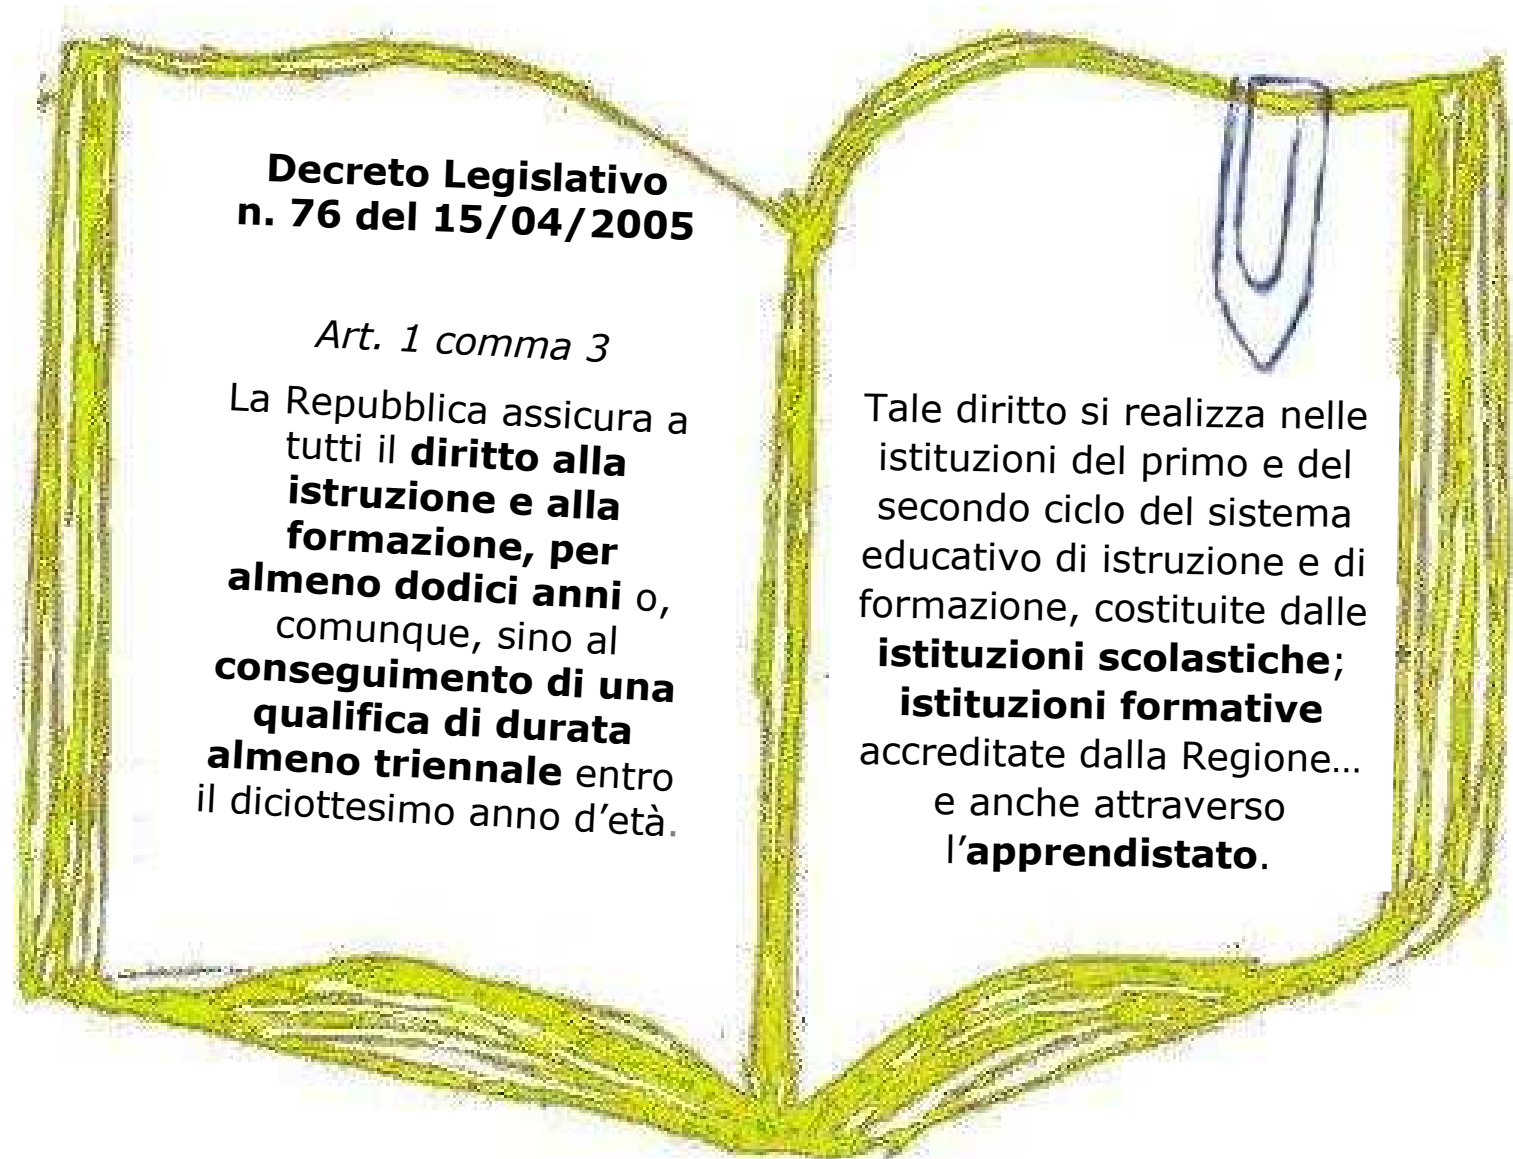 Decreto Legislativo
n. 76 del 15/04/2005
Art. 1 comma 3
La Repubblica assicura a
tutti il diritto alla
istruzione e alla
formazione, per
almeno dodici anni o,
comunque, sino al
conseguimento di una
qualifica di durata
almeno triennale entro
il diciottesimo anno d’età.
Tale diritto si realizza nelle
istituzioni del primo e del
secondo ciclo del sistema
educativo di istruzione e di
formazione, costituite dalle
istituzioni scolastiche;
istituzioni formative
accreditate dalla Regione…
e anche attraverso
l’apprendistato.